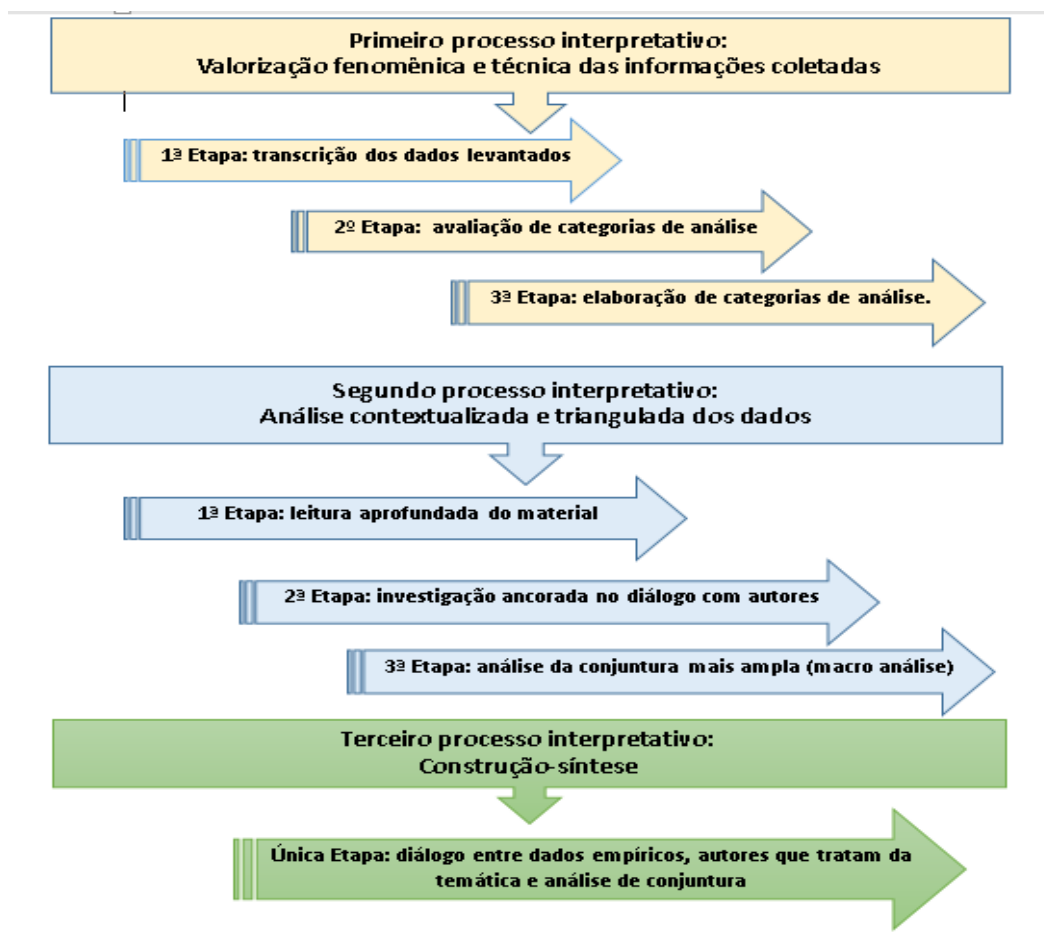 Primeiro processo interpretativo:
Valorização fenomênica e técnica das informações coletadas
1ª Etapa: transcrição dos dados levantados
2º Etapa: avaliação de categorias de análise
3ª Etapa: elaboração de categorias de análise.
Segundo processo interpretativo:
Análise contextualizada e triangulada dos dados
1ª Etapa: leitura aprofundada do material
2ª Etapa: investigação ancorada no diálogo com autores
3ª Etapa: análise da conjuntura mais ampla (macro análise)
Terceiro processo interpretativo:
Construção-síntese
Única Etapa: diálogo entre dados empíricos, autores que tratam da
temática e análise de conjuntura